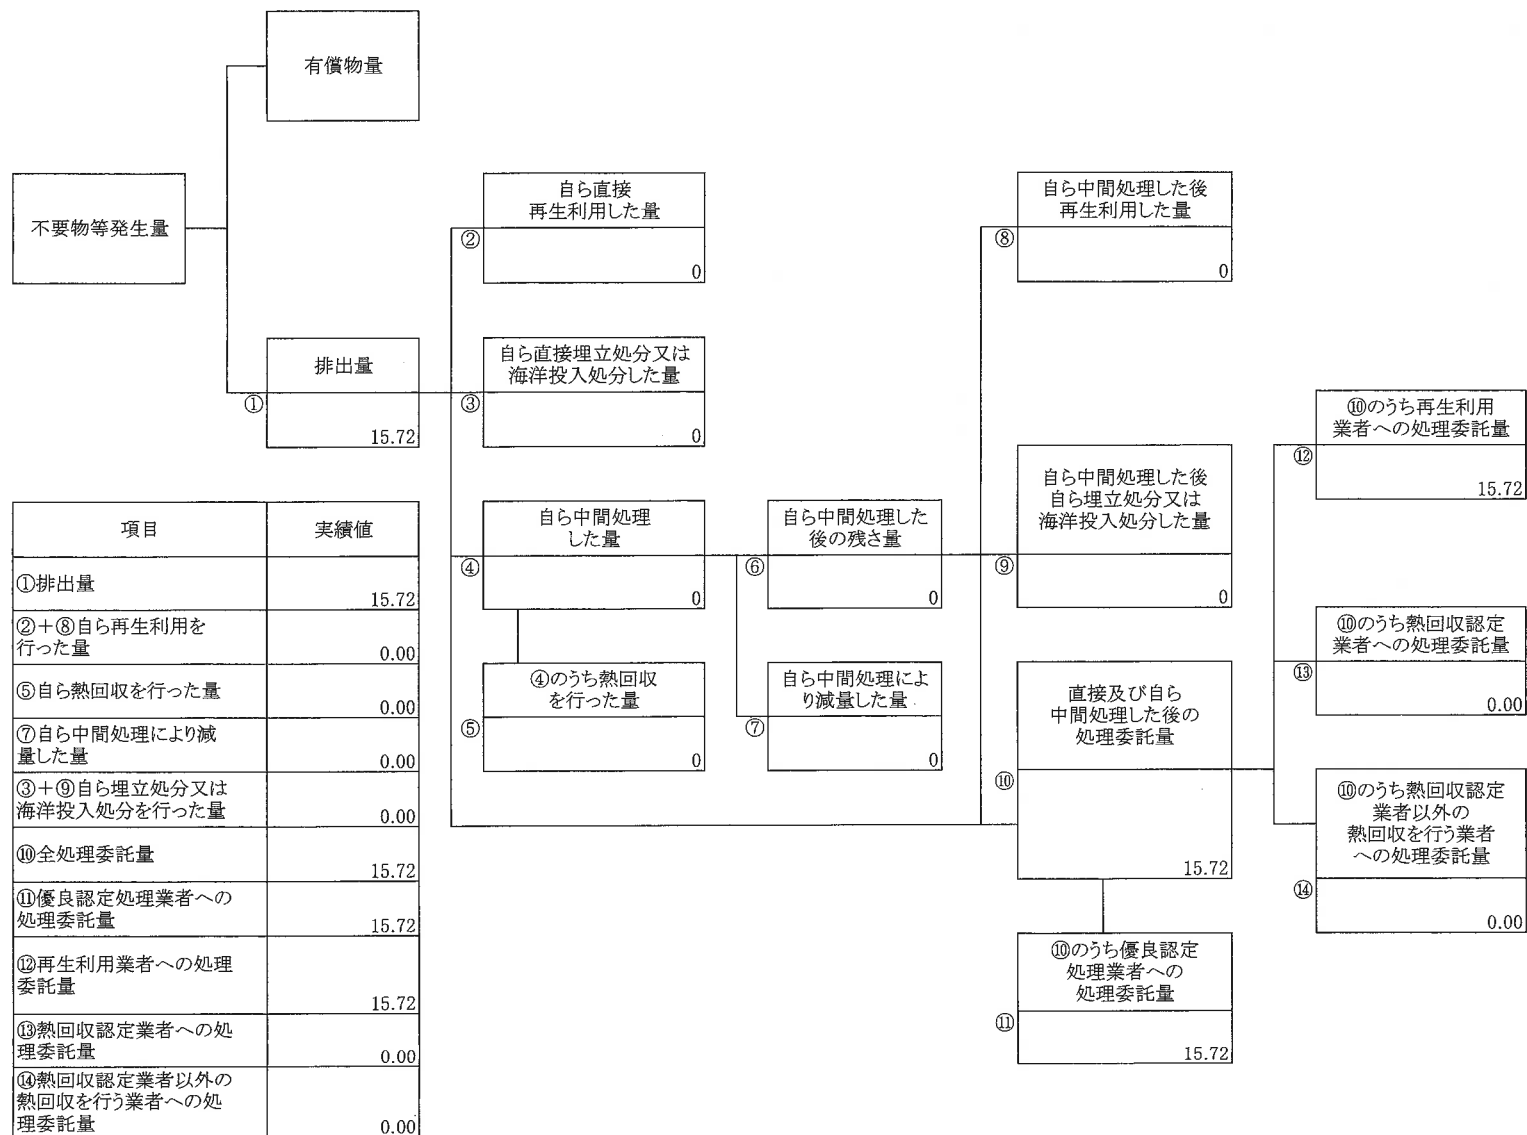 有償物量
不要物等発生量
排出量
①
15.72
自ら直接
再生利用した量
②
0
自ら直接埋立処分又は
海洋投入処分した量
③
0
自ら中間処理
した量
④
0
④のうち熱回収
を行った量
⑤
0
自ら中間処理した
後の残さ量
⑥
0
自ら中間処理によ
り減量した量
⑦
0
自ら中間処理した後
再生利用した量
⑧
0
自ら中間処理した後
自ら埋立処分又は
海洋投入処分した量
⑨
0
直接及び自ら
中間処理した後の
処理委託量
⑩
15.72
⑩のうち優良認定
処理業者への
処理委託量
⑪
15.72
⑩のうち再生利用
業者への処理委託量
⑫
15.72
⑩のうち熱回収認定
業者への処理委託量
⑬
0.00
⑩のうち熱回収認定
業者以外の
熱回収を行う業者
への処理委託量
⑭
0.00
項目 実績値
①排出量
15.72
②+⑧自ら再生利用を
行った量
0.00
⑤自ら熱回収を行った量
0.00
⑦自ら中間処理により減
量した量
0.00
③+⑨自ら埋立処分又は
海洋投入処分を行った量
0.00
⑩全処理委託量
15.72
⑪優良認定処理業者への
処理委託量
15.72
⑫再生利用業者への処理
委託量
15.72
⑬熱回収認定業者への処
理委託量
0.00
⑭熱回収認定業者以外の
熱回収を行う業者への処
理委託量
0.00